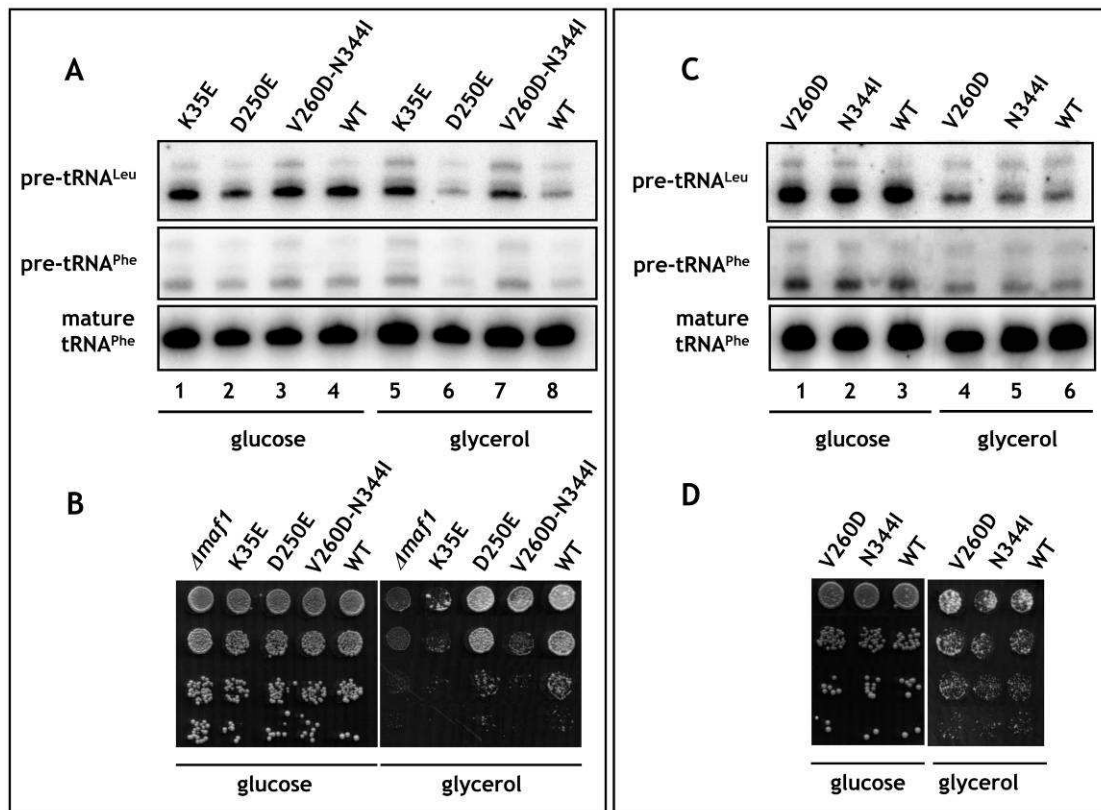 A
K35E D250E V260D-N344I WT K35E D250E V260D-N344I WT
pre-tRNALeu
pre-tRNAPhe
mature
tRNAPhe
1 2 3 4 5 6 7 8
glucose glycerol
B
Δmaf1 K35E D250E V260D-N344I WT Δmaf1 K35E D250E V260D-N344I WT
glucose glycerol
C
V260D N344I WT V260D N344I WT
pre-tRNALeu
pre-tRNAPhe
mature
tRNAPhe
1 2 3 4 5 6
glucose glycerol
D
V260D N344I WT V260D N344I WT
glucose glycerol